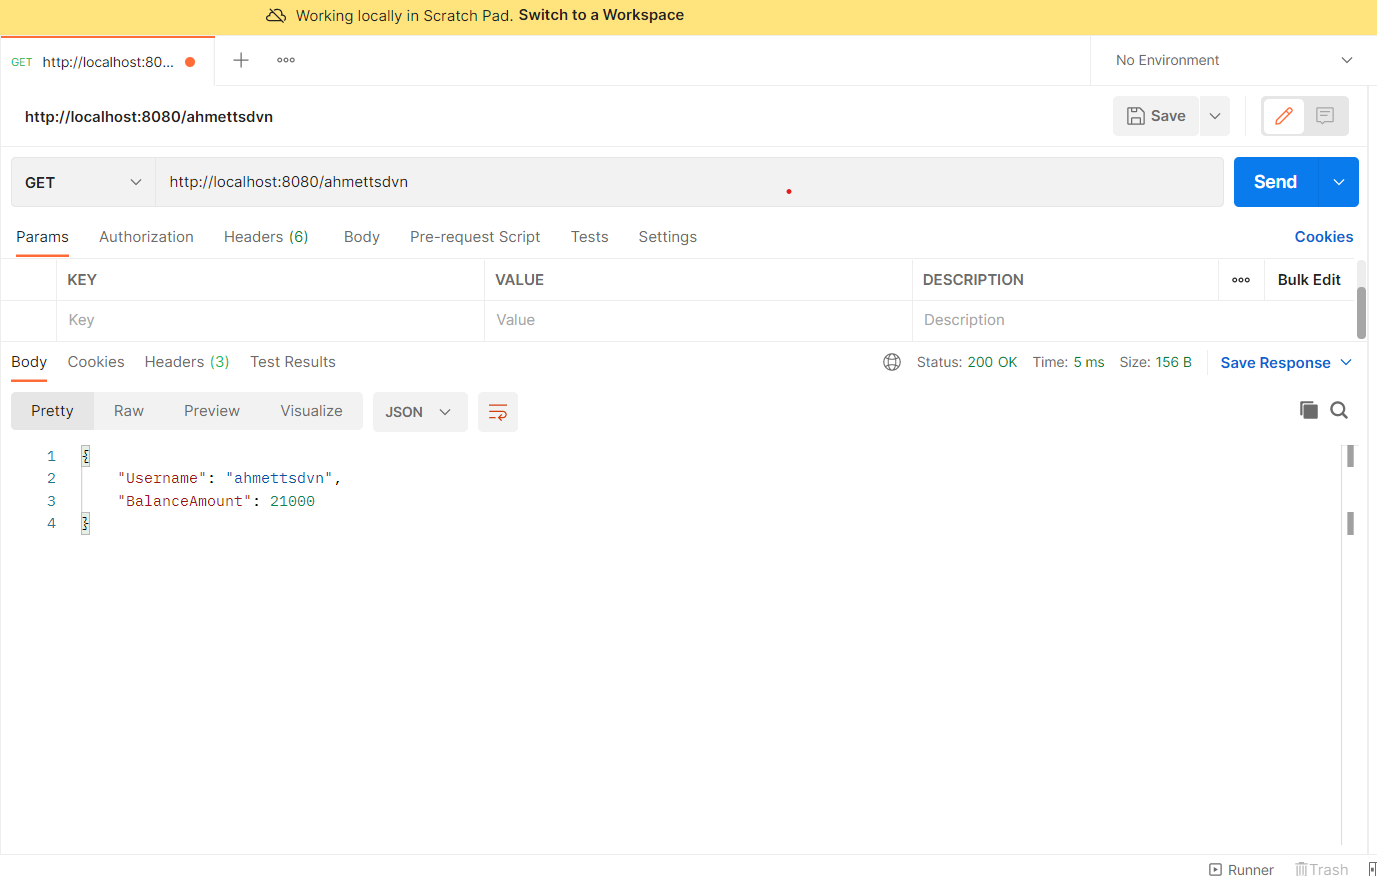 Working locally in Scratch Pad. Switch to a Workspace
GET http://localhost:80...
No Environment
http://localhost:8080/ahmettsdvn
Save
GET http://localhost:8080/ahmettsdvn
Send
Params Authorization Headers (6) Body Pre-request Script Tests Settings Cookies
KEY VALUE DESCRIPTION Bulk Edit
Key Value Description
Body Cookies Headers (3) Test Results Status: 200 OK Time: 5 ms Size: 156 B Save Response
Pretty Raw Preview Visualize JSON
1 {
2 "Username": "ahmettsdvn",
3 "BalanceAmount": 21000
4 }
Runner Trash